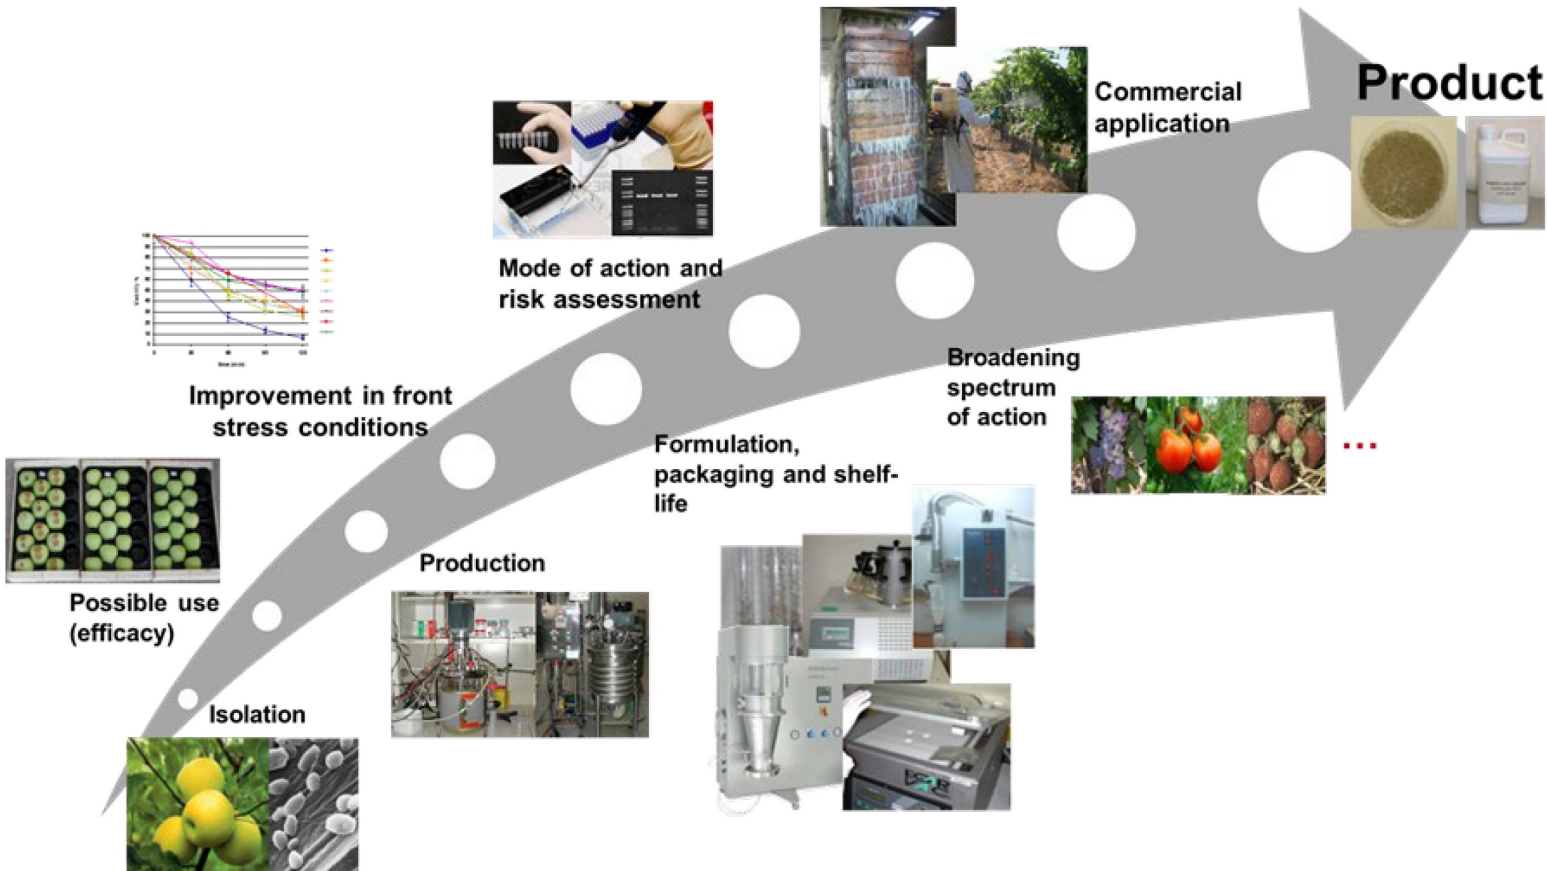 Product
Commercial
application
Mode of action and
risk assessment
Broadening
spectrum
of action
...
Improvement in front
stress conditions
Formulation,
packaging and shelf-
life
Production
Possible use
(efficacy)
Isolation